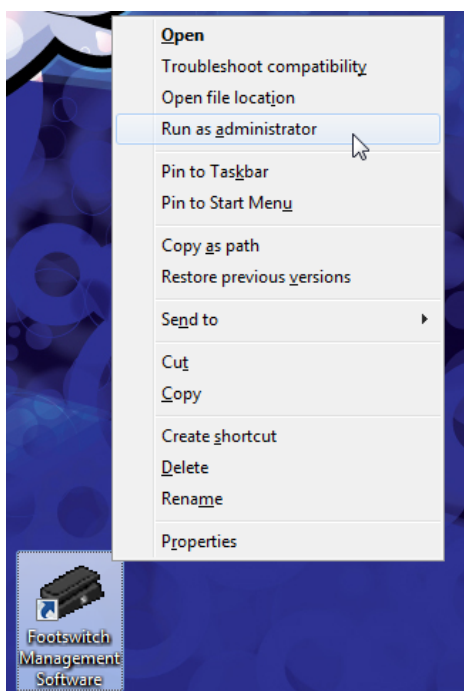 Open
Troubleshoot compatibility
Open file location
Run as administrator
Pin to Taskbar
Pin to Start Menu
Copy as path
Restore previous versions
Send to
Cut
Copy
Create shortcut
Delete
Rename
Properties
Footswitch
Management
Software